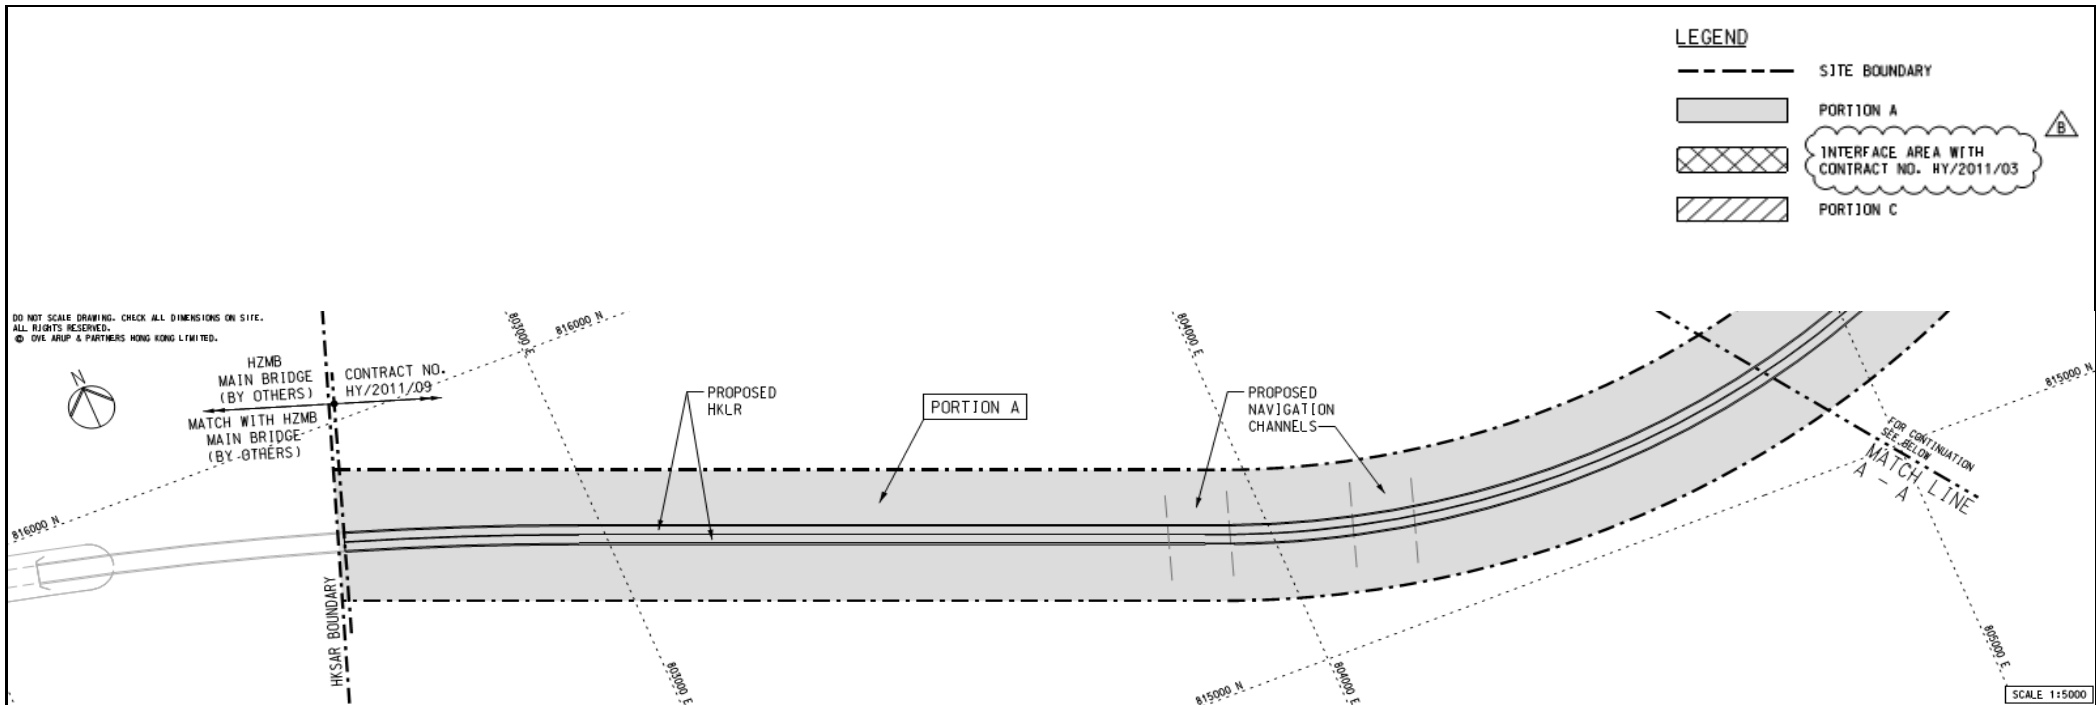 LEGEND
SITE BOUNDARY
PORTION A
B
INTERFACE AREA WITH
CONTRACT NO. HY/2011/03
PORTION C
DO NOT SCALE DRAWING. CHECK ALL DIMENSIONS ON SITE.
ALL RIGHTS RESERVED.
© OVE ARUP & PARTNERS HONG KONG LIMITED.
N
HZMB
MAIN BRIDGE
(BY OTHERS)
CONTRACT NO.
HY/2011/09
MATCH WITH HZMB
MAIN BRIDGE
(BY OTHERS)
803000 E
816000 N
804000 E
PROPOSED
HKLR
PORTION A
PROPOSED
NAVIGATION
CHANNELS
815000 N
FOR CONTINUATION
SEE BELOW
MATCH LINE
A - A
816000 N
HKSAR BOUNDARY
803000 E
815000 N
804000 E
805000 E
SCALE 1:5000